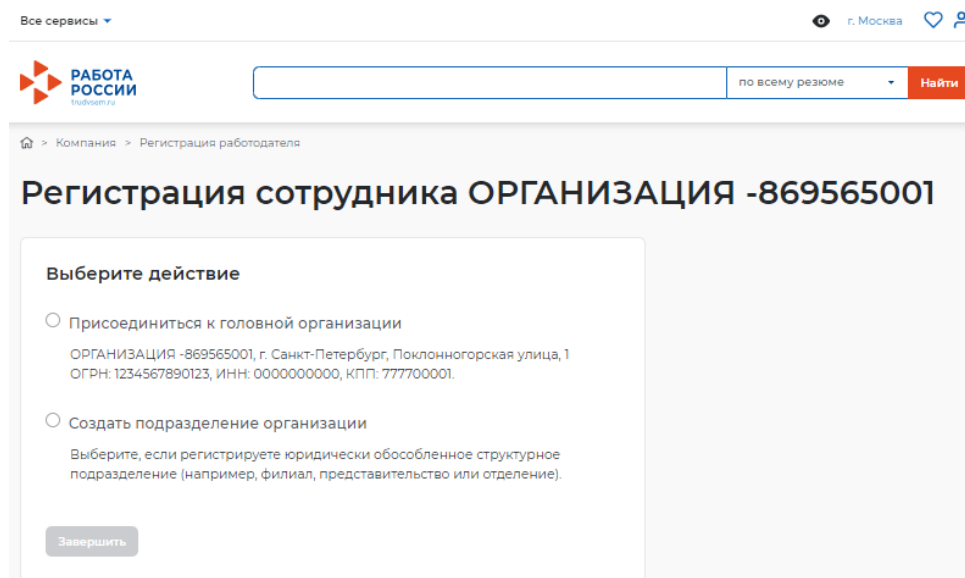 Все сервисы
г. Москва
РАБОТА
РОССИИ
trudvsem.ru
по всему резюме
Найти
> Компания > Регистрация работодателя
Регистрация сотрудника ОРГАНИЗАЦИЯ -869565001
Выберите действие
Присоединиться к головной организации
ОРГАНИЗАЦИЯ -869565001, г. Санкт-Петербург, Поклонногорская улица, 1
ОГРН: 1234567890123, ИНН: 0000000000, КПП: 777700001.
Создать подразделение организации
Выберите, если регистрируете юридически обособленное структурное
подразделение (например, филиал, представительство или отделение).
Завершить